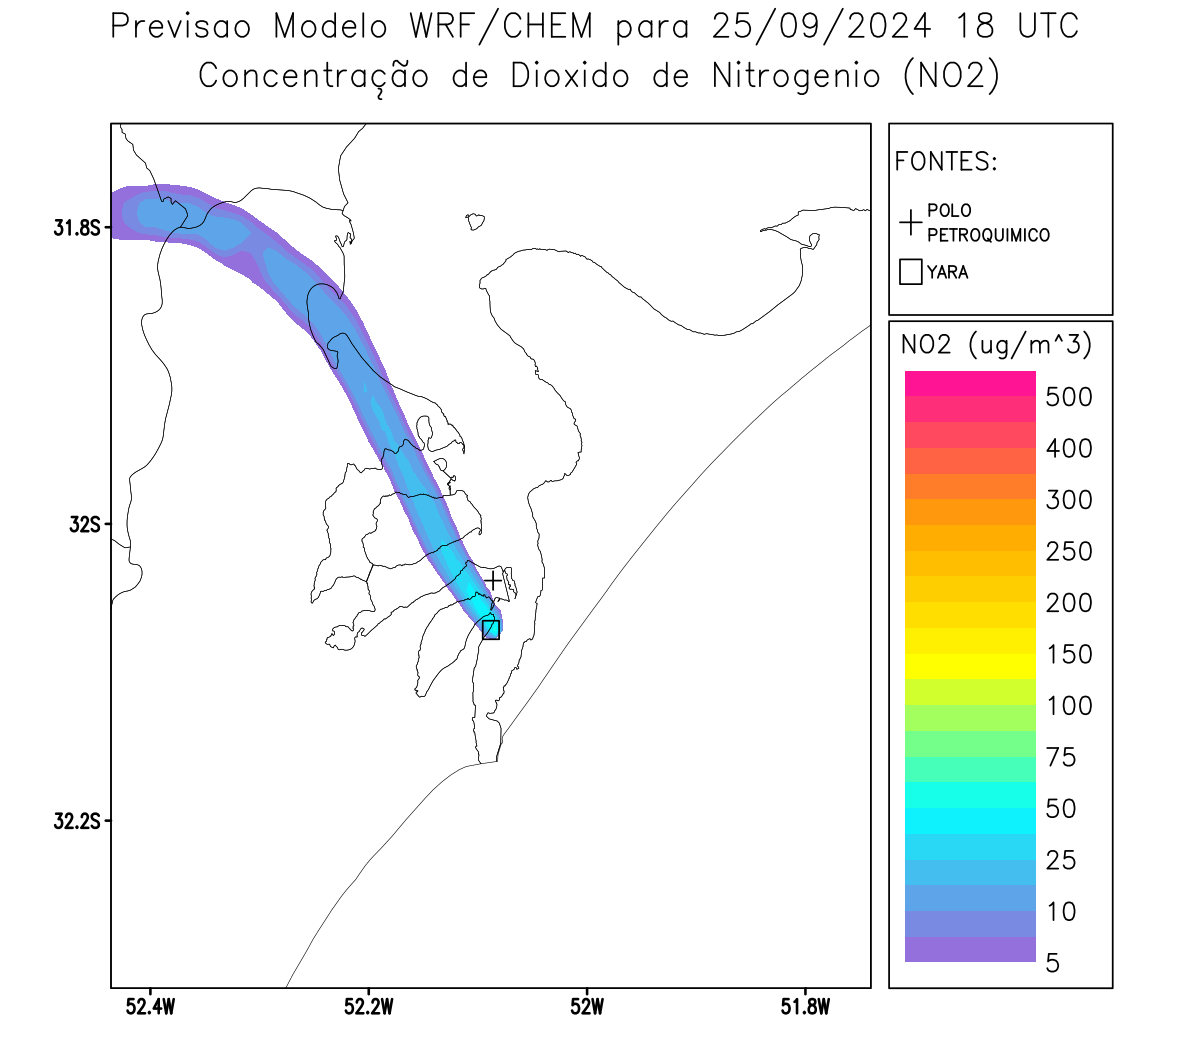 Previsao Modelo WRF/CHEM para 25/09/2024 18 UTC
Concentração de Dioxido de Nitrogenio (NO2)
FONTES:
POLO
PETROQUIMICO
YARA
NO2 (ug/m^3)
500
400
300
250
200
150
100
75
50
25
10
5
31.8S
32S
32.2S
52.4W
52.2W
52W
51.8W